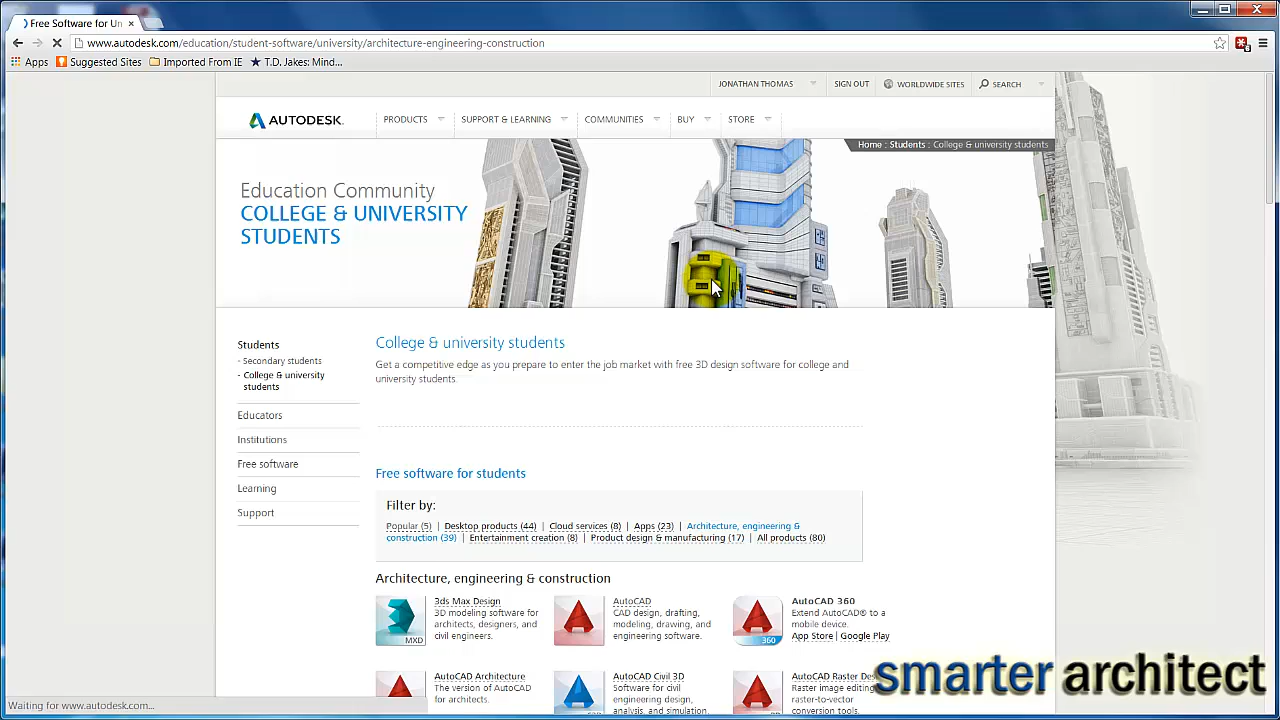 Free Software for Un
www.autodesk.com/education/student-software/university/architecture-engineering-construction
Apps Suggested Sites Imported From IE T.D. Jakes: Mind...
JONATHAN THOMAS SIGN OUT WORLDWIDE SITES SEARCH
AUTODESK. PRODUCTS SUPPORT & LEARNING COMMUNITIES BUY STORE
Home : Students : College & university students
Education Community
COLLEGE & UNIVERSITY
STUDENTS
Students
- Secondary students
- College & university
students
Educators
Institutions
Free software
Learning
Support
College & university students
Get a competitive edge as you prepare to enter the job market with free 3D design software for college and
university students.
Free software for students
Filter by:
Popular (5) | Desktop products (44) | Cloud services (8) | Apps (23) | Architecture, engineering &
construction (39) | Entertainment creation (8) | Product design & manufacturing (17) | All products (80)
Architecture, engineering & construction
MXD
3ds Max Design
3D modeling software for
architects, designers, and
civil engineers.
AutoCAD
CAD design, drafting,
modeling, drawing, and
engineering software.
360
AutoCAD 360
Extend AutoCAD® to a
mobile device.
App Store | Google Play
AutoCAD Architecture
The version of AutoCAD
for architects.
AutoCAD Civil 3D
Software for civil
engineering design,
analysis, and simulation.
AutoCAD Raster De
Raster image editing
raster-to-vector
conversion tools.
Waiting for www.autodesk.com...
smarter architect